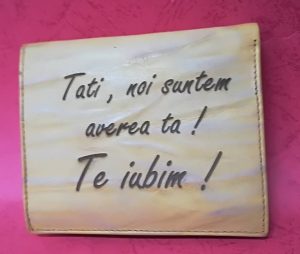 Tati , noi suntem
averea ta !
Te iubim !